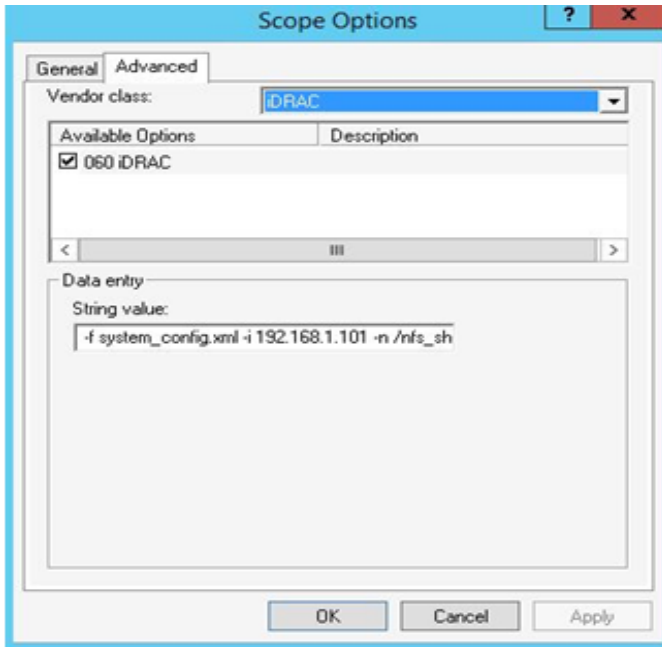 Scope Options
?
x
General
Advanced
Vendor class:
iDRAC
Available Options
Description
060 iDRAC
Data entry
String value:
-f system_config.xml -i 192.168.1.101 -n /nfs_sh
OK
Cancel
Apply